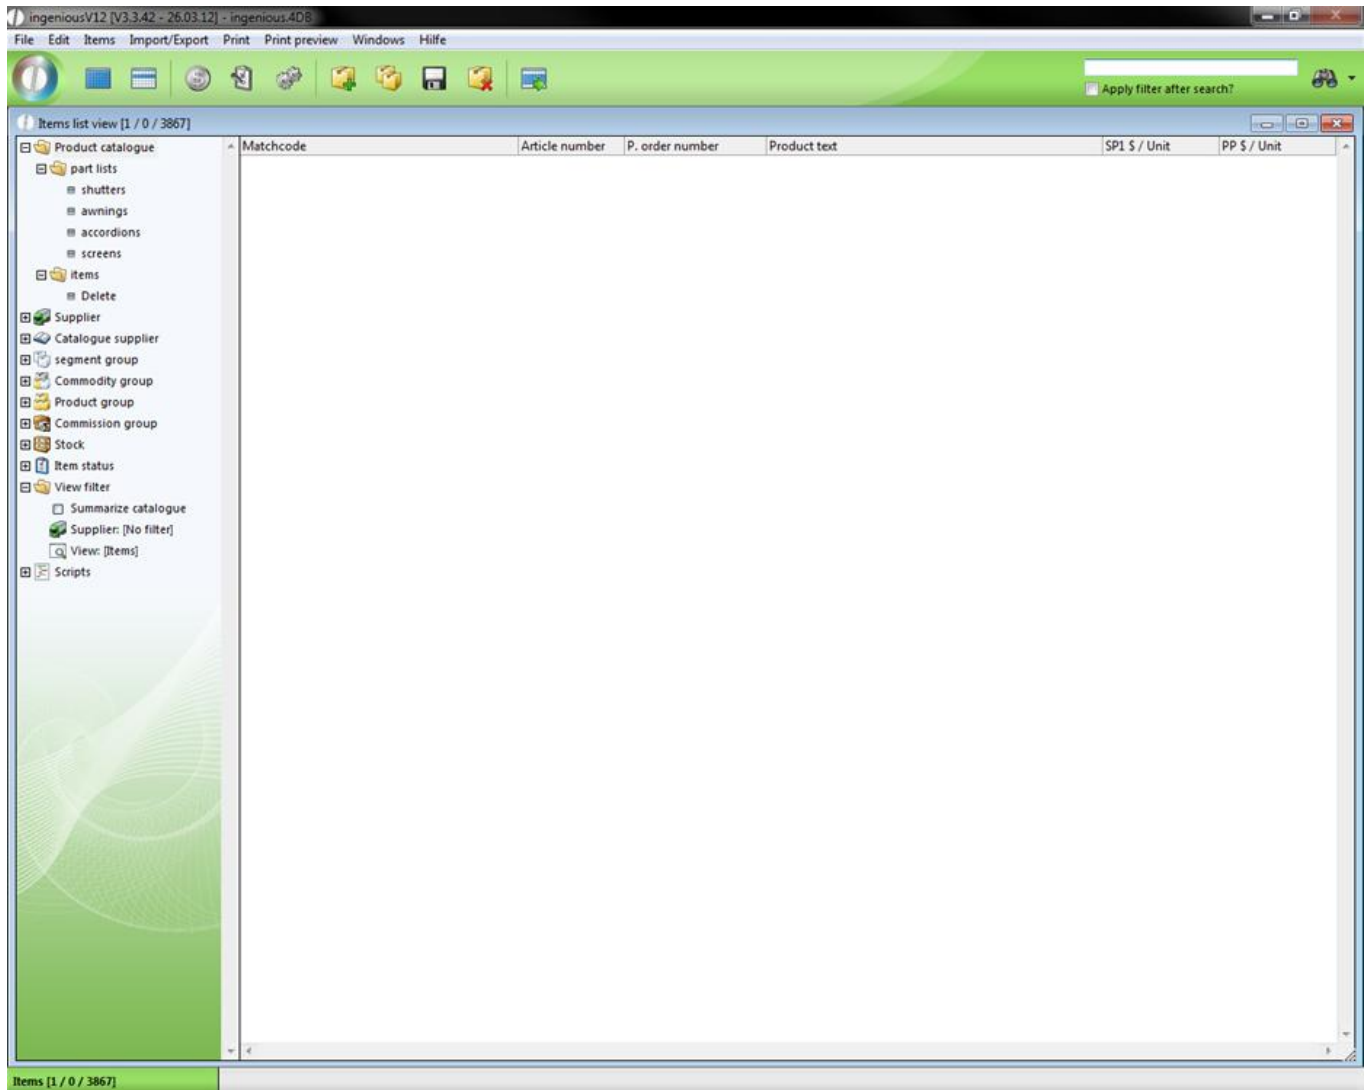 ingeniousV12 [V3.3.42 - 26.03.12] - ingenious.4DB
File Edit Items Import/Export Print Print preview Windows Hilfe
Apply filter after search?
Items list view [1 / 0 / 3867]
Matchcode Article number P. order number Product text SP1 $ / Unit PP $ / Unit
Product catalogue
part lists
shutters
awnings
accordions
screens
items
Delete
Supplier
Catalogue supplier
segment group
Commodity group
Product group
Commission group
Stock
Item status
View filter
Summarize catalogue
Supplier: [No filter]
View: [Items]
Scripts
Items [1 / 0 / 3867]